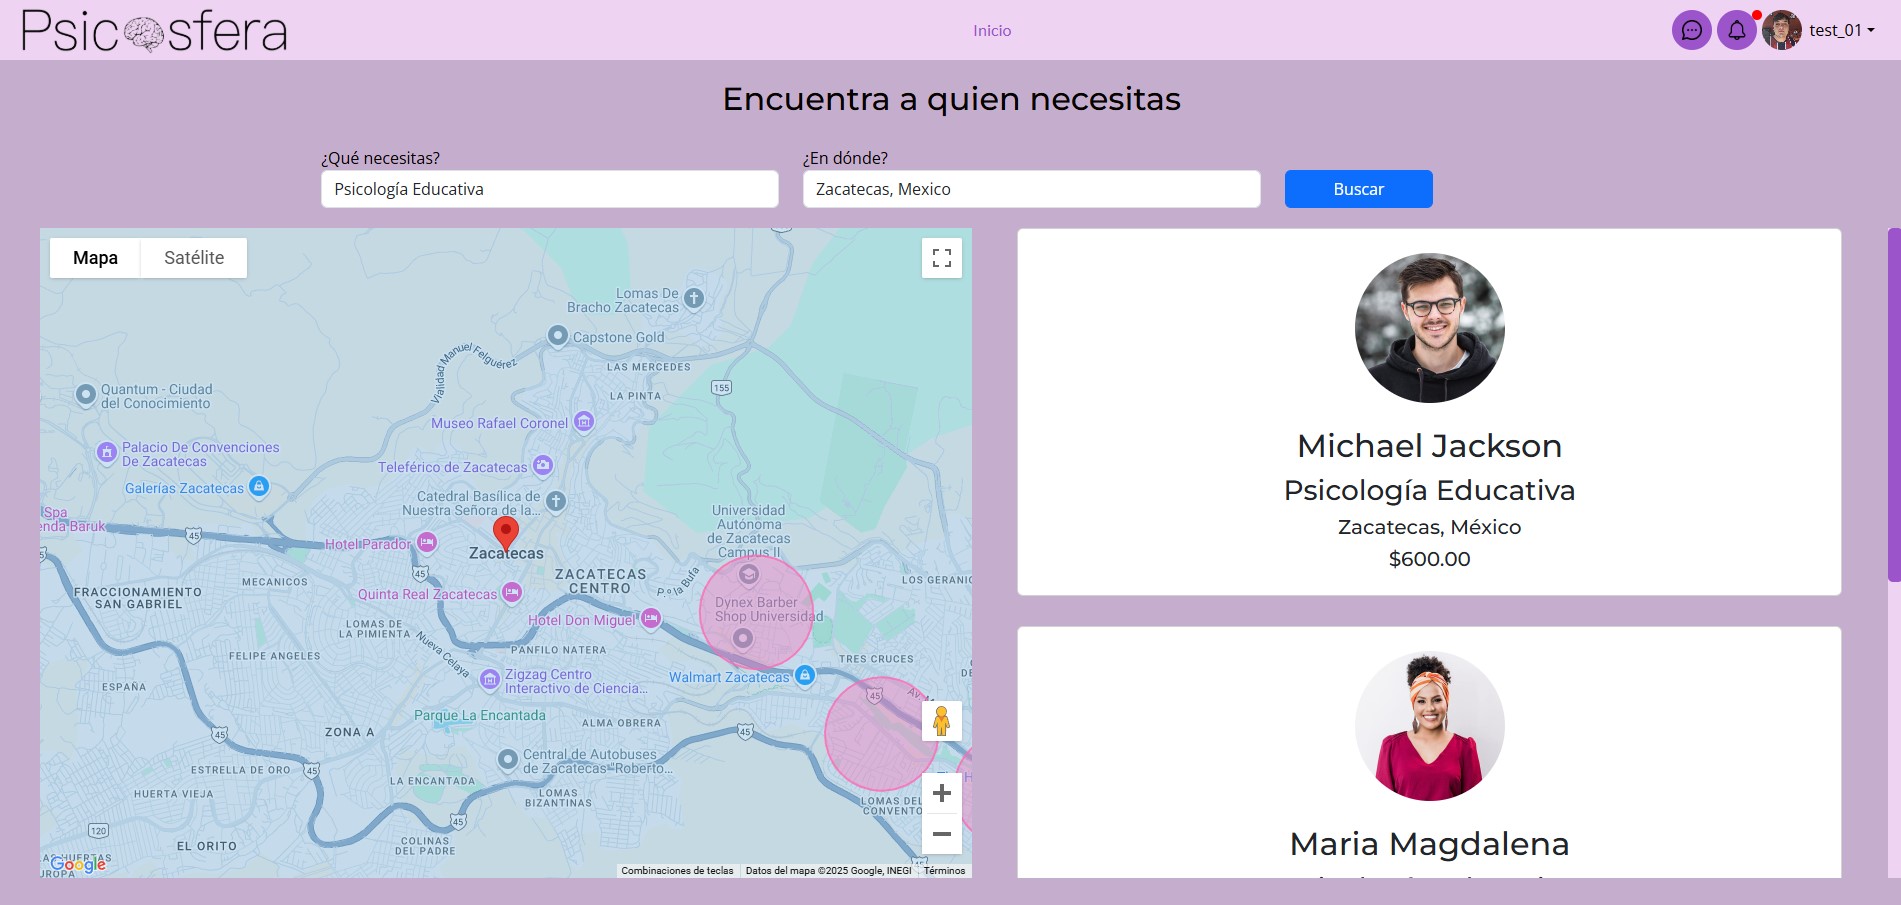 Psicosfera
Inicio
test_01
Encuentra a quien necesitas
¿Qué necesitas?
Psicología Educativa
¿En dónde?
Zacatecas, Mexico
Buscar
Mapa
Satélite
Lomas De
Bracho Zacatecas
Capstone Gold
Vialidad Manuel Felguérez
LAS MERCEDES
155
LA PINTA
Quantum - Ciudad
del Conocimiento
Museo Rafael Coronel
Palacio De Convenciones
De Zacatecas
Teleférico de Zacatecas
Galerías Zacatecas
Catedral Basílica de
Nuestra Señora de la...
Spa
enda Baruk
Universidad
Autónoma
de Zacatecas
Campus II
45
Hotel Parador
Zacatecas
45
45
MECANICOS
ZACATECAS
CENTRO
P.º la Bufa
LOS GERANIO
FRACCIONAMIENTO
SAN GABRIEL
Quinta Real Zacatecas
Dynex Barber
Shop Universidad
Hotel Don Miguel
LOMAS DE
LA PIMIENTA
Nueva Celaya
PANFILO NATERA
FELIPE ANGELES
TRES CRUCES
Zigzag Centro
Interactivo de Ciencia...
Walmart Zacatecas
ESPAÑA
45
Parque La Encantada
ALMA OBRERA
ZONA A
45
45
Central de Autobuses
de Zacatecas "Roberto...
ESTRELLA DE ORO
45
LA ENCANTADA
HUERTA VIEJA
LOMAS
BIZANTINAS
LOMAS DEL
CONVENTO
45
120
EL ORITO
COLINAS
DEL PADRE
LAS HUERTAS
UROPA
Google
Combinaciones de teclas
Datos del mapa ©2025 Google, INEGI
Términos
Michael Jackson
Psicología Educativa
Zacatecas, México
$600.00
Maria Magdalena